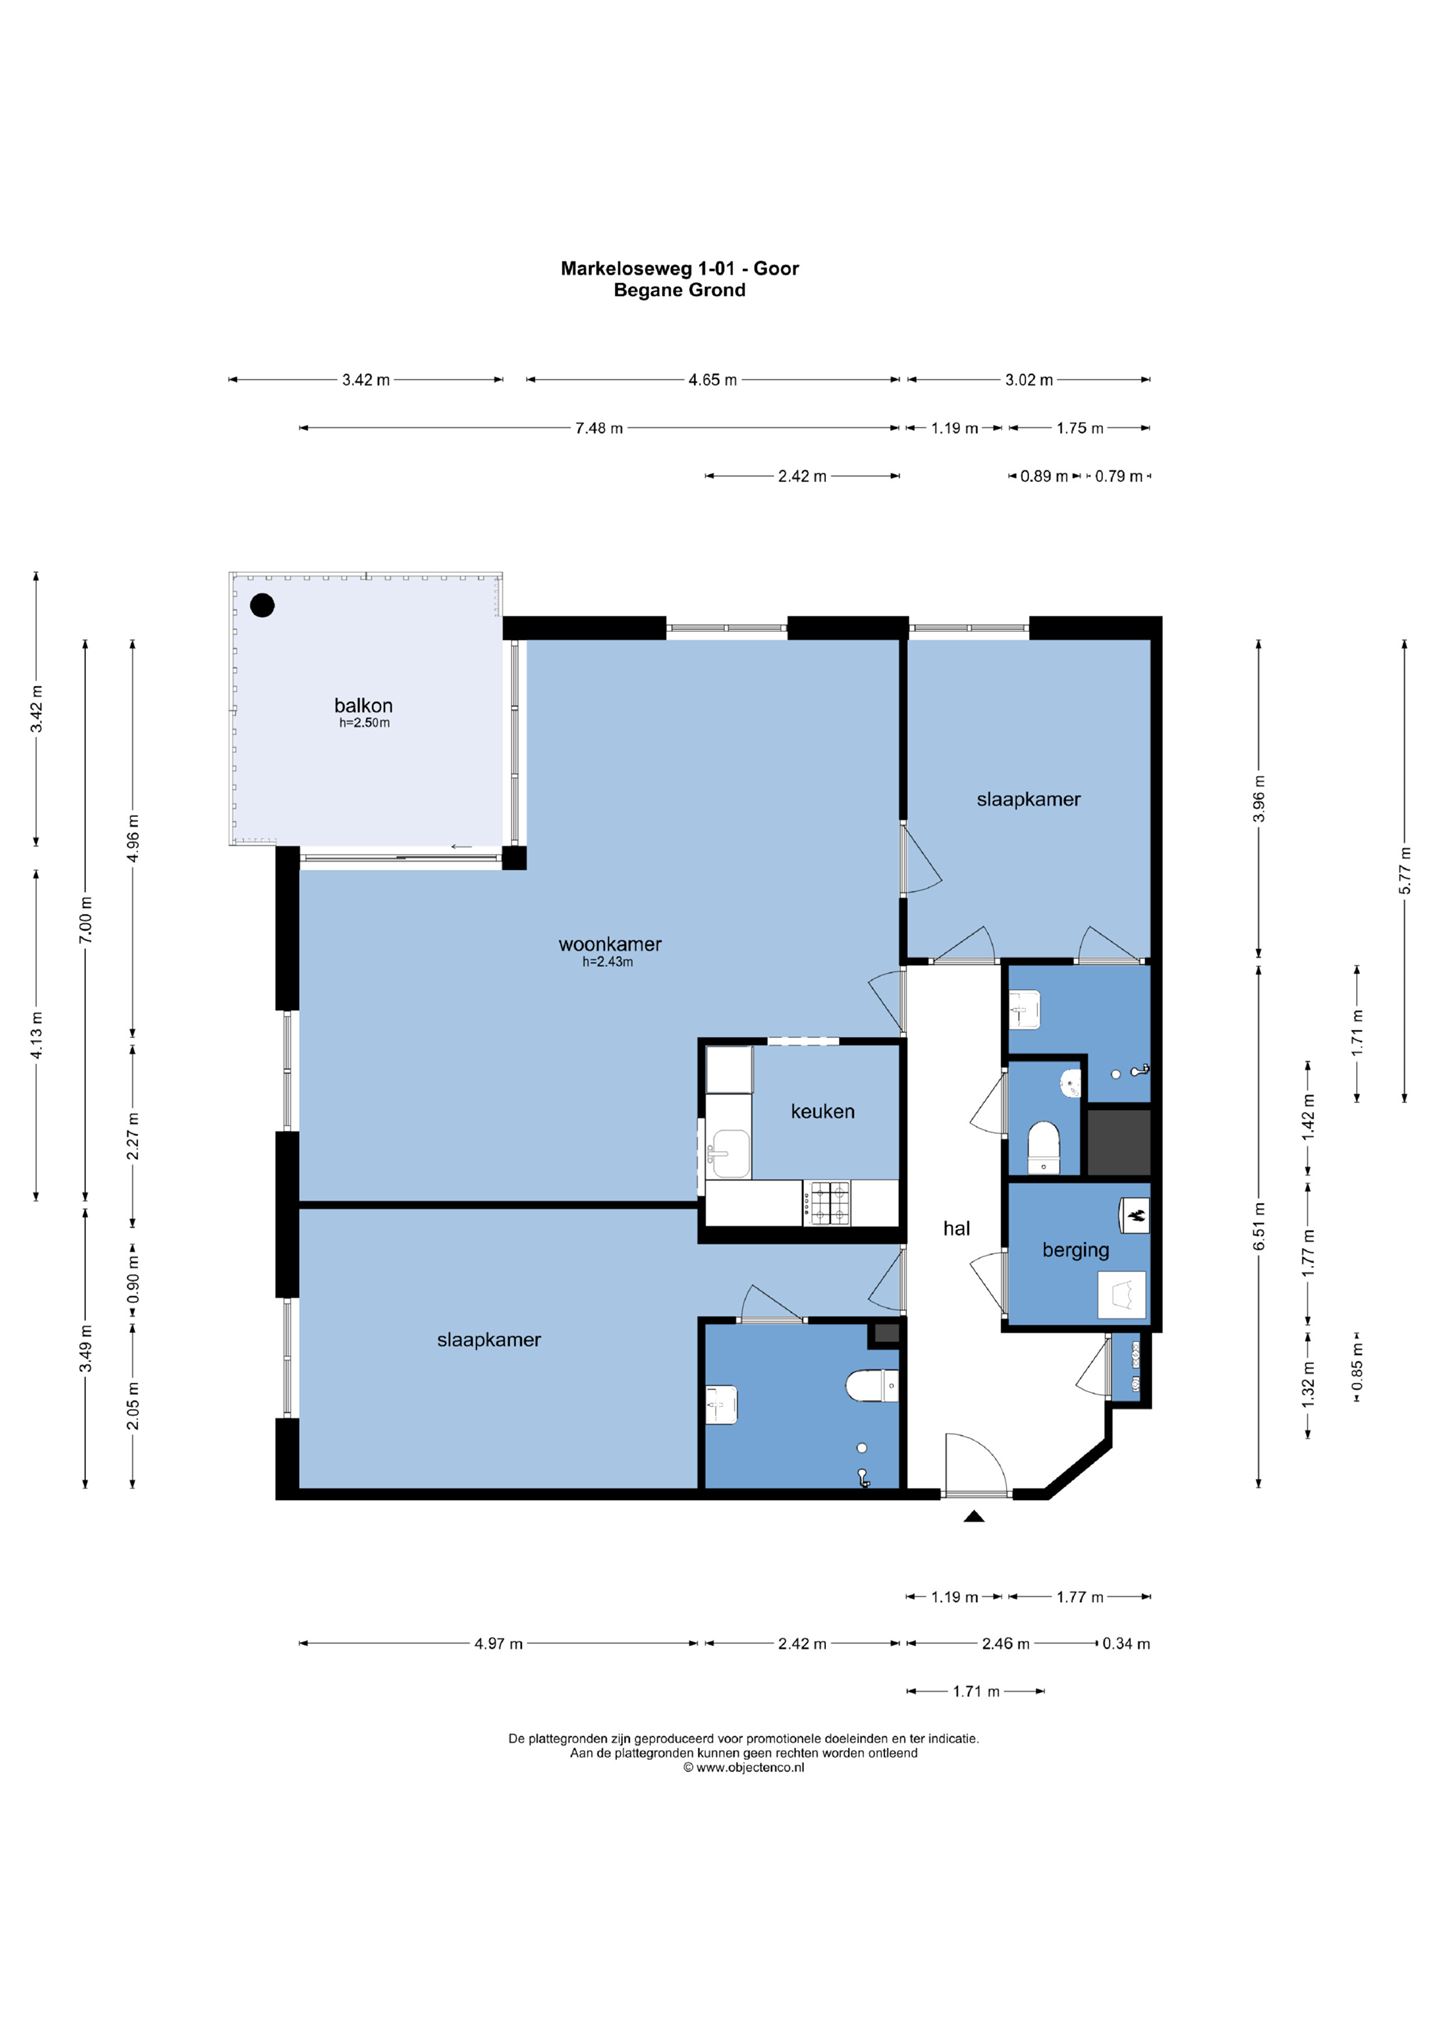 Markeloseweg 1-01 - Goor
Begane Grond
3.42 m
4.65 m
3.02 m
7.48 m
1.19 m
1.75 m
2.42 m
0.89 m
0.79 m
3.42 m
4.13 m
7.00 m
3.49 m
4.96 m
2.27 m
0.90 m
2.05 m
balkon
h=2.50m
slaapkamer
woonkamer
h=2.43m
keuken
hal
berging
slaapkamer
3.96 m
6.51 m
1.42 m
1.77 m
1.32 m
1.71 m
0.85 m
5.77 m
1.19 m
1.77 m
4.97 m
2.42 m
2.46 m
0.34 m
1.71 m
De plattegronden zijn geproduceerd voor promotionele doeleinden en ter indicatie.
Aan de plattegronden kunnen geen rechten worden ontleend
© www.objectenco.nl